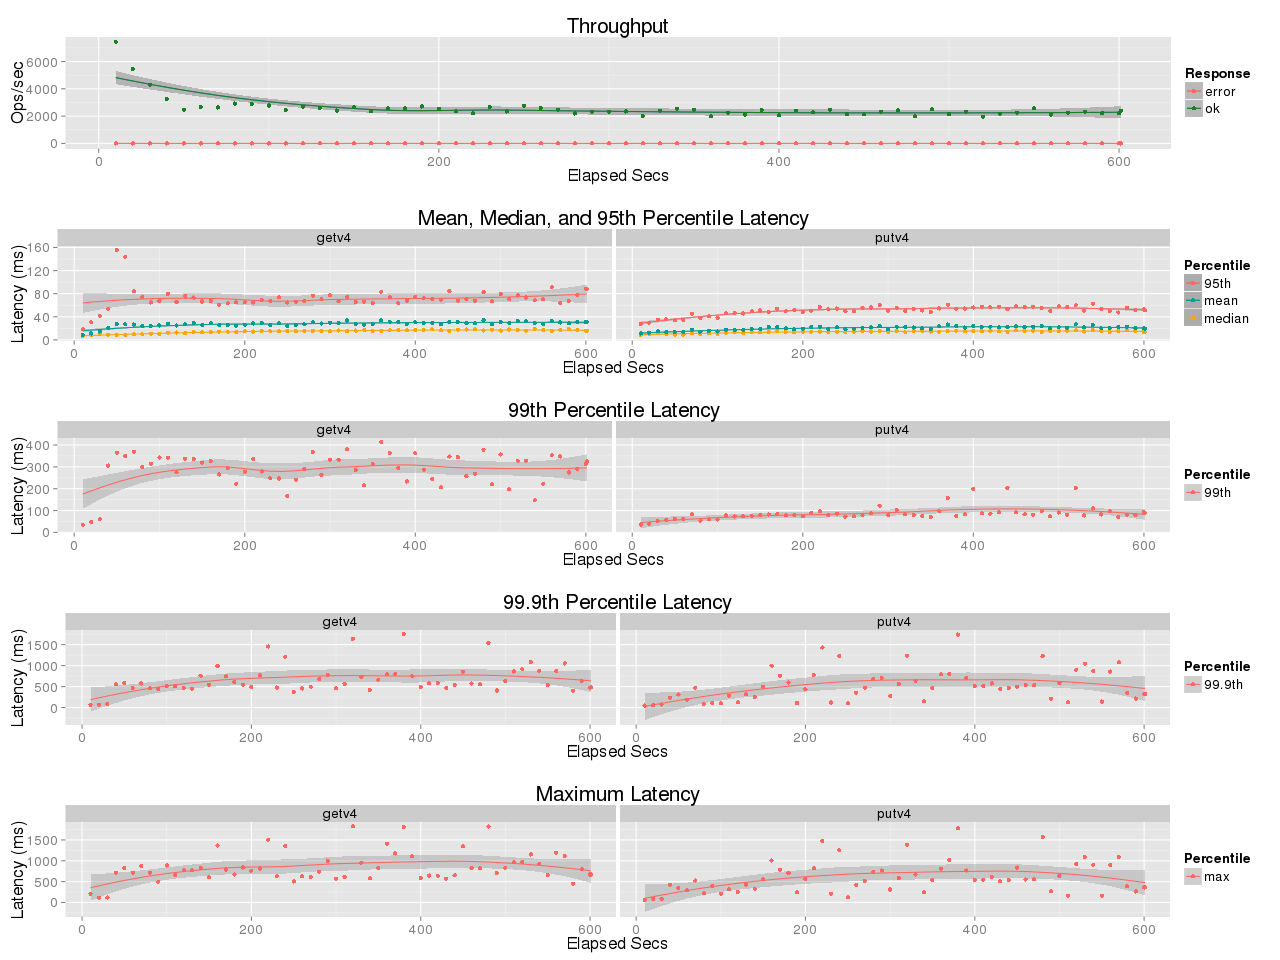 Throughput
Ops/sec
6000
4000
2000
0
0 200 400 600
Elapsed Secs
Response
error
ok
Mean, Median, and 95th Percentile Latency
getv4 putv4
Latency (ms)
160
120
80
40
0
0 200 400 600 0 200 400 600
Elapsed Secs
Percentile
95th
mean
median
99th Percentile Latency
getv4 putv4
Latency (ms)
400
300
200
100
0
0 200 400 600 0 200 400 600
Elapsed Secs
Percentile
99th
99.9th Percentile Latency
getv4 putv4
Latency (ms)
1500
1000
500
0
0 200 400 600 0 200 400 600
Elapsed Secs
Percentile
99.9th
Maximum Latency
getv4 putv4
Latency (ms)
1500
1000
500
0
0 200 400 600 0 200 400 600
Elapsed Secs
Percentile
max